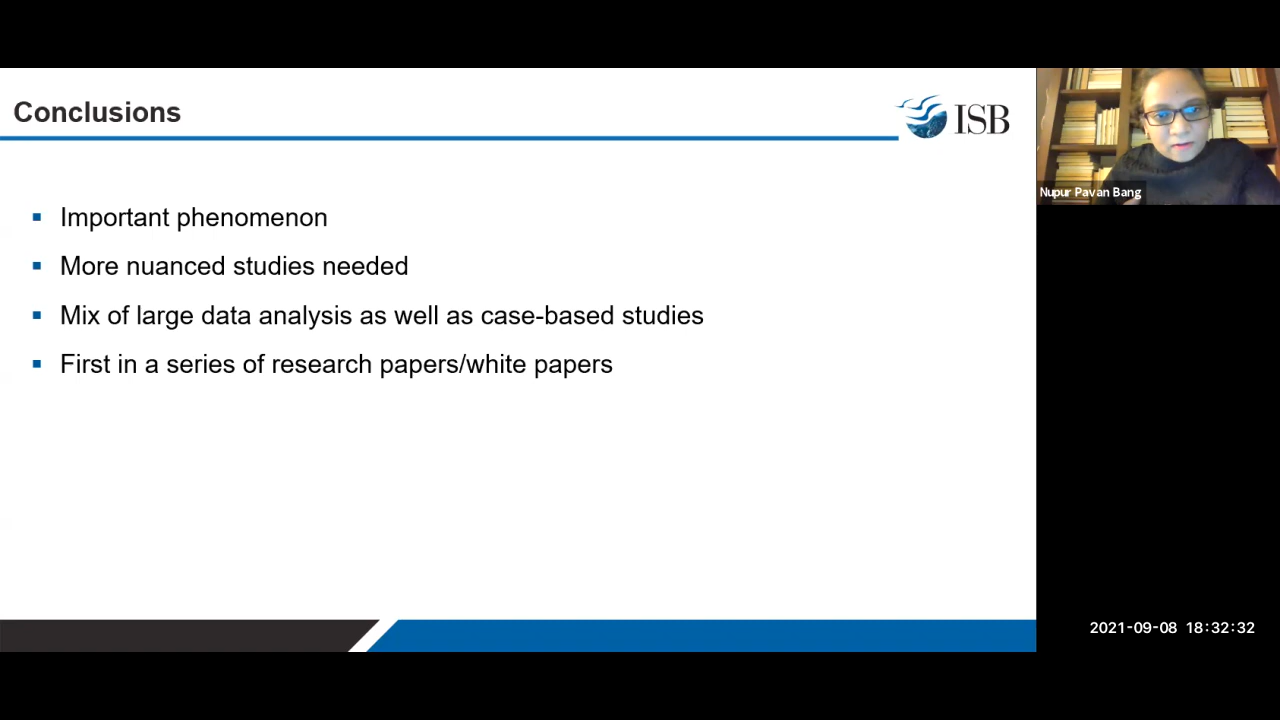 Conclusions
ISB
Important phenomenon
More nuanced studies needed
Mix of large data analysis as well as case-based studies
First in a series of research papers/white papers
Nupur Pavan Bang
2021-09-08 18:32:32